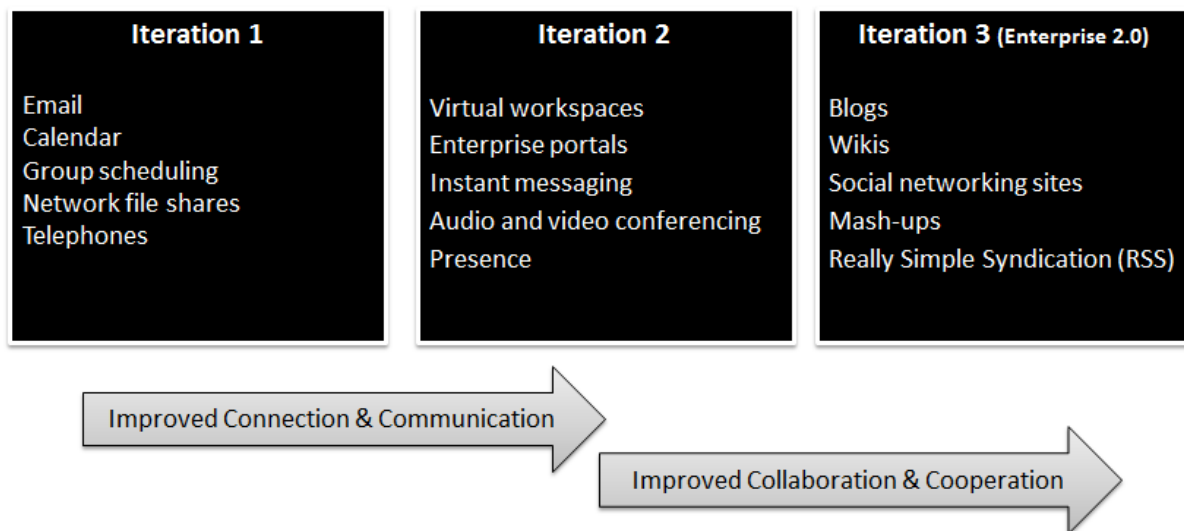 Iteration 1
Email
Calendar
Group scheduling
Network file shares
Telephones
Iteration 2
Virtual workspaces
Enterprise portals
Instant messaging
Audio and video conferencing
Presence
Iteration 3 (Enterprise 2.0)
Blogs
Wikis
Social networking sites
Mash-ups
Really Simple Syndication (RSS)
Improved Connection & Communication
Improved Collaboration & Cooperation